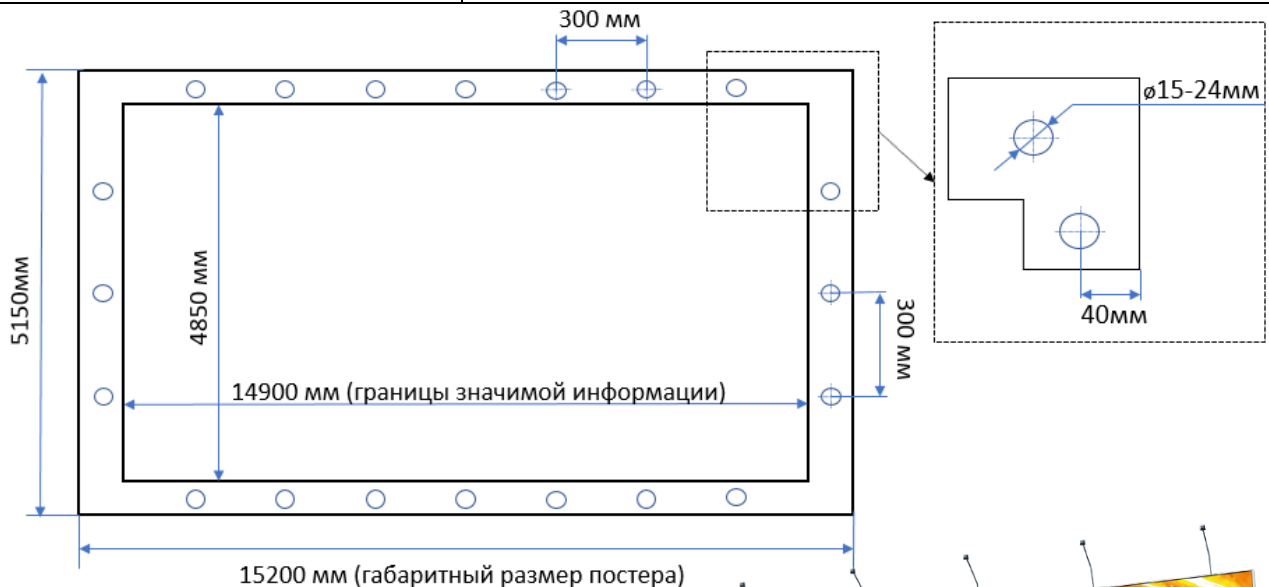 300 мм
ø15-24мм
5150мм
4850 мм
300 мм
40мм
14900 мм (границы значимой информации)
15200 мм (габаритный размер постера)